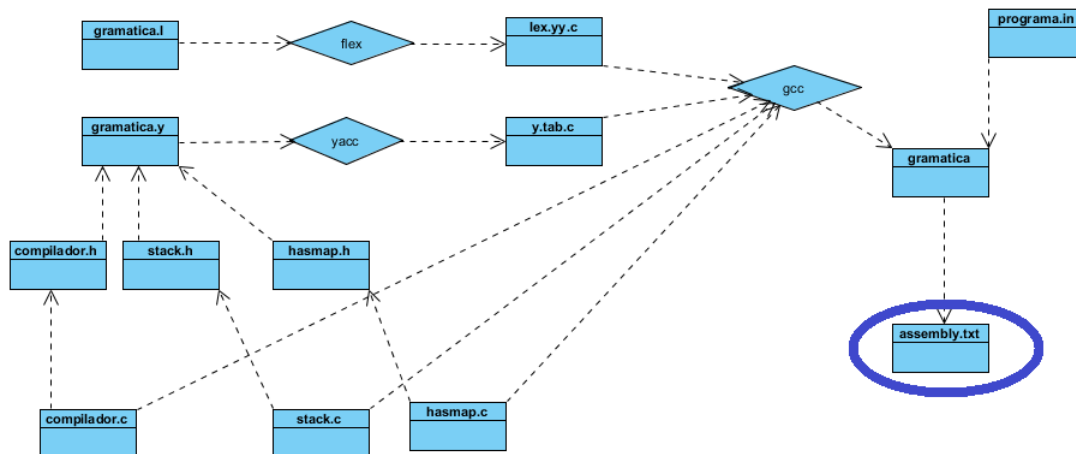 gramatica.l
flex
lex.yy.c
programa.in
gcc
gramatica.y
yacc
y.tab.c
gramatica
compilador.h
stack.h
hasmap.h
assembly.txt
compilador.c
stack.c
hasmap.c